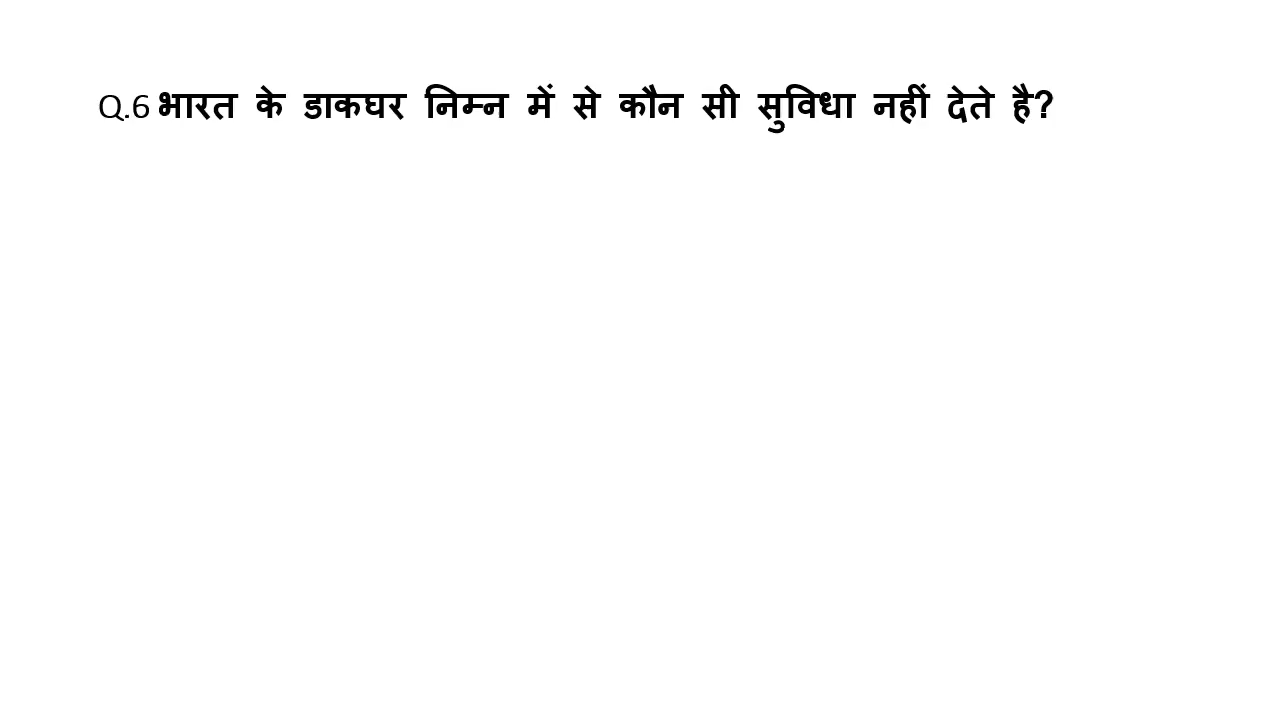 Q.6 भारत के डाकघर निम्न में से कौन सी सुविधा नहीं देते है?